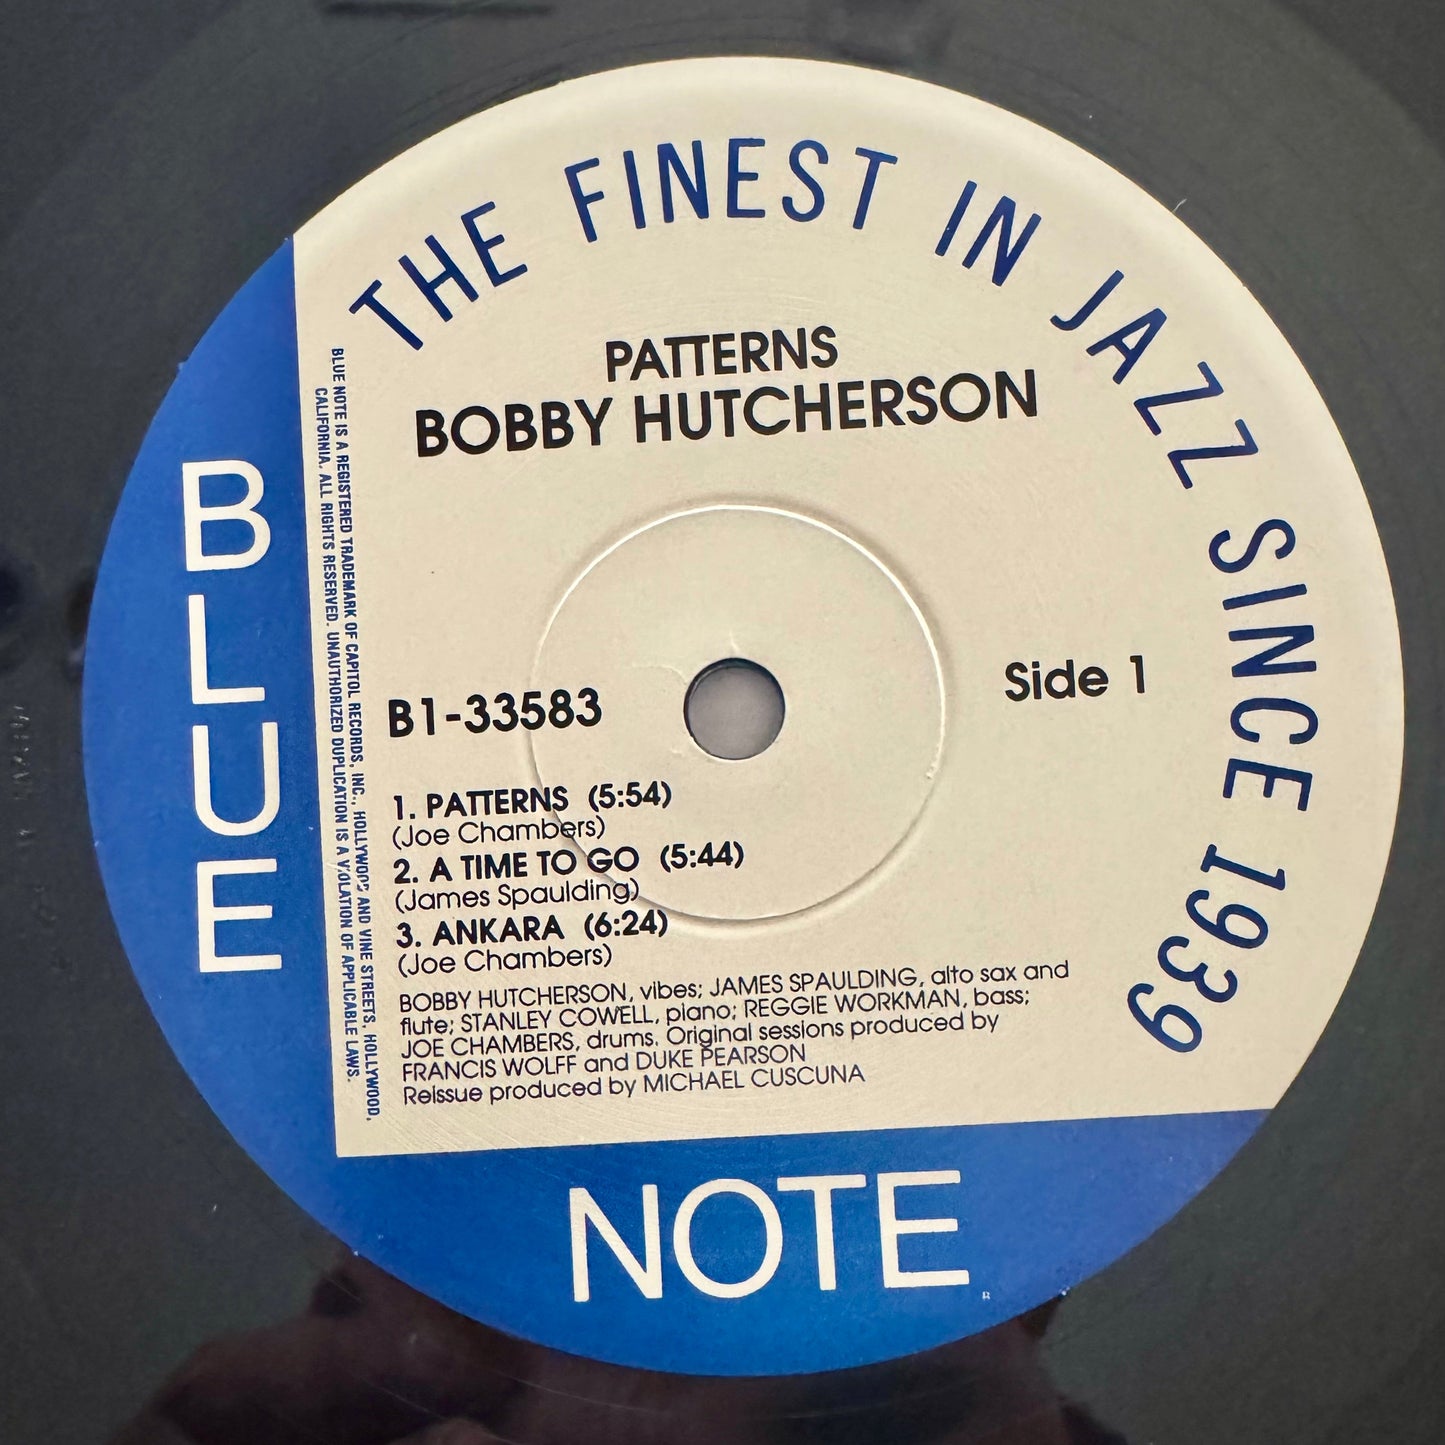 THE FINEST IN JAZZ SINCE 1939
PATTERNS
BOBBY HUTCHERSON
B1-33583
Side 1
1. PATTERNS (5:54)
(Joe Chambers)
2. A TIME TO GO (5:44)
(James Spaulding)
3. ANKARA (6:24)
(Joe Chambers)
BOBBY HUTCHERSON, vibes; JAMES SPAULDING, alto sax and
flute; STANLEY COWELL, piano; REGGIE WORKMAN, bass;
JOE CHAMBERS, drums. Original sessions produced by
FRANCIS WOLFF and DUKE PEARSON
Reissue produced by MICHAEL CUSCUNA
BLUE NOTE IS A REGISTERED TRADEMARK OF CAPITOL RECORDS, INC., HOLLYWOOD AND VINE STREETS, HOLLYWOOD,
CALIFORNIA. ALL RIGHTS RESERVED. UNAUTHORIZED DUPLICATION IS A VIOLATION OF APPLICABLE LAWS.
BLUE
NOTE